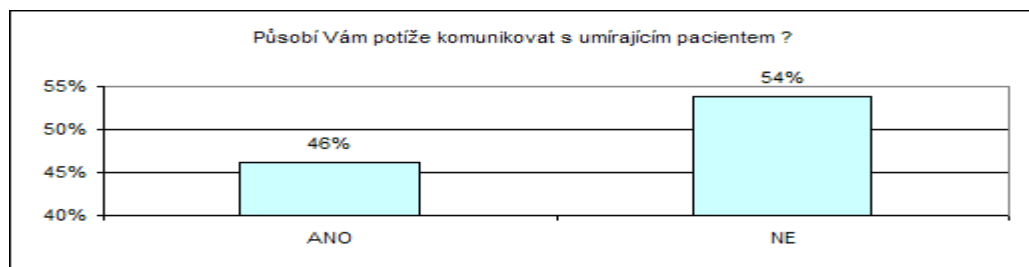 Působí Vám potíže komunikovat s umírajícím pacientem ?
55%
50%
45%
40%
46%
54%
ANO
NE